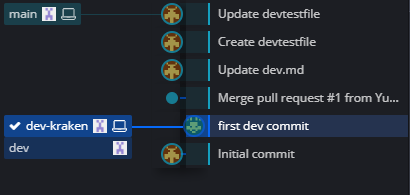 main Update devtestfile
Create devtestfile
Update dev.md
Merge pull request #1 from Yu...
dev-kraken first dev commit
dev Initial commit